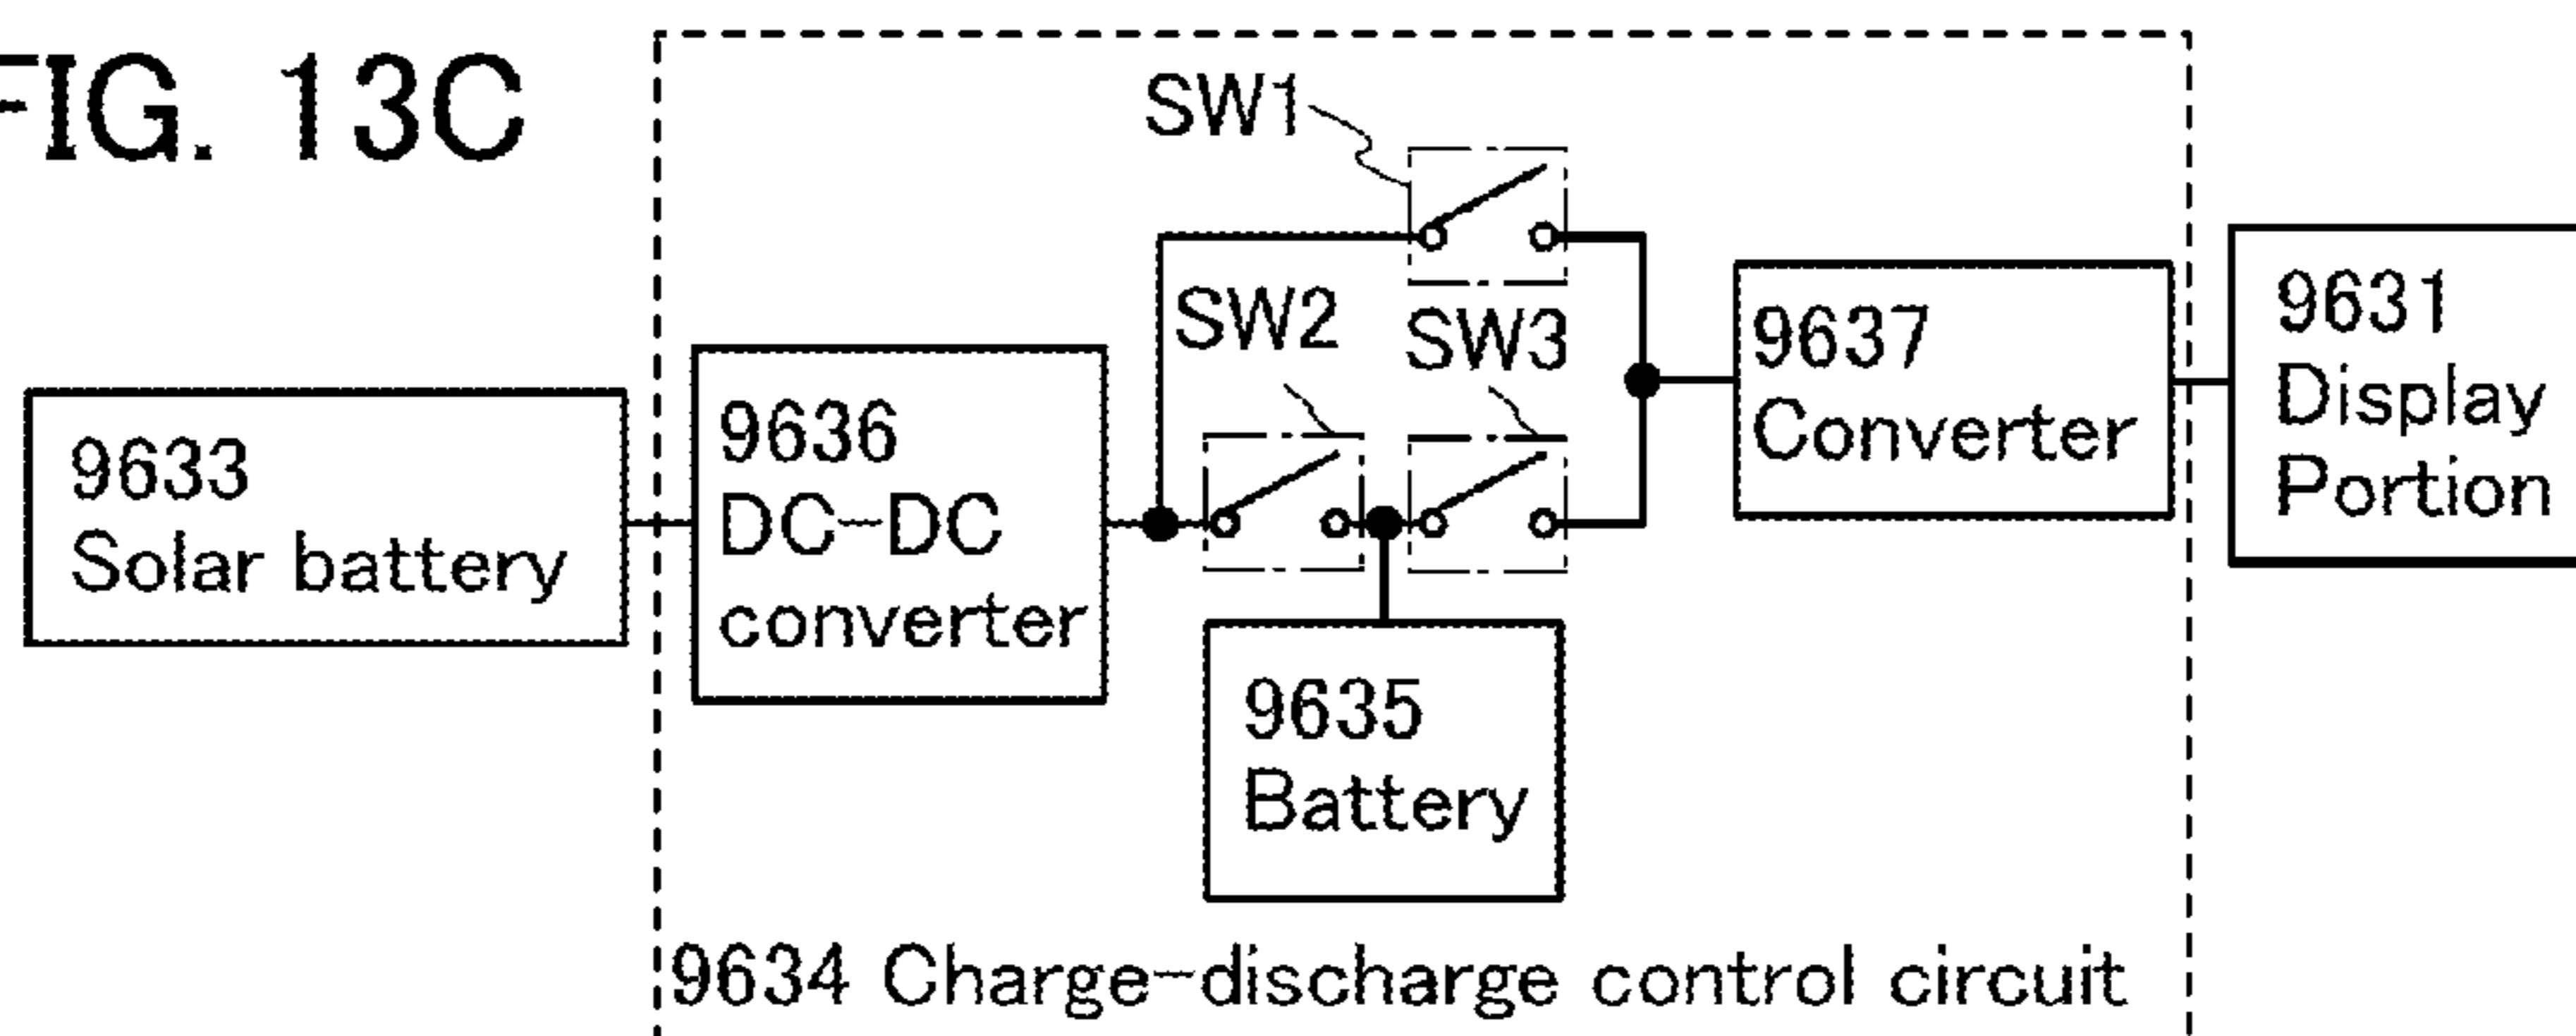 FIG. 13C
SW1
SW2
SW3
9633
Solar battery
9636
DC-DC
converter
9637
Converter
9631
Display
Portion
9635
Battery
9634 Charge-discharge control circuit